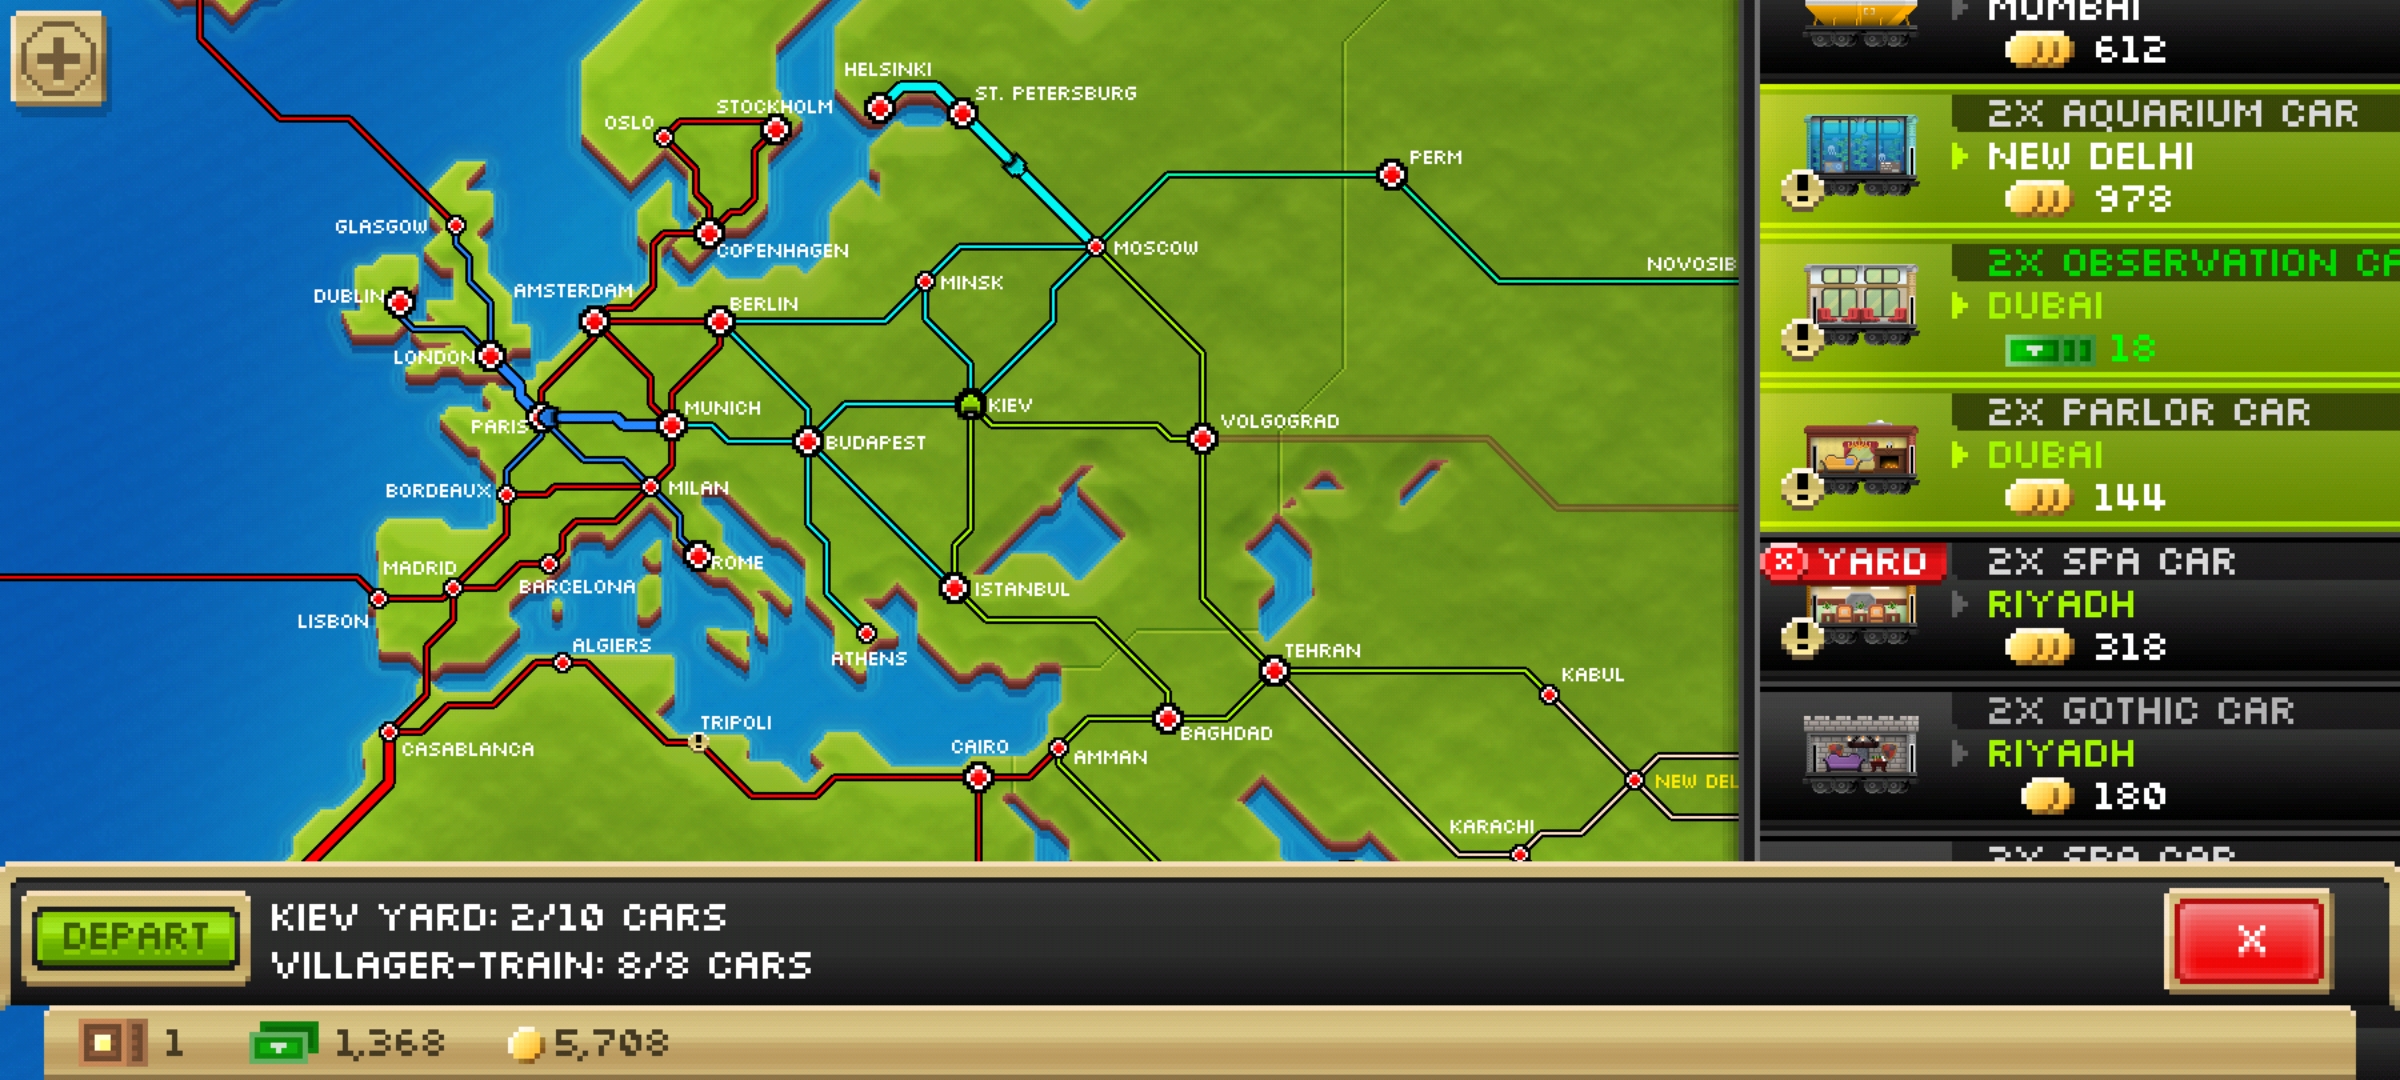 MUMBAI
612
HELSINKI
ST. PETERSBURG
STOCKHOLM
OSLO
2X AQUARIUM CAR
NEW DELHI
978
PERM
GLASGOW
COPENHAGEN
MOSCOW
NOVOSIB
2X OBSERVATION CA
DUBAI
18
MINSK
DUBLIN
AMSTERDAM
BERLIN
LONDON
PARIS
MUNICH
KIEV
BUDAPEST
VOLGOGRAD
2X PARLOR CAR
DUBAI
144
BORDEAUX
MILAN
YARD
2X SPA CAR
RIYADH
318
MADRID
BARCELONA
ROME
ISTANBUL
LISBON
ALGIERS
ATHENS
TEHRAN
KABUL
2X GOTHIC CAR
RIYADH
180
TRIPOLI
CASABLANCA
CAIRO
AMMAN
BAGHDAD
NEW DEL
KARACHI
2X SPA CAR
DEPART
KIEV YARD: 2/10 CARS
VILLAGER-TRAIN: 8/8 CARS
X
1
1,368
5,708